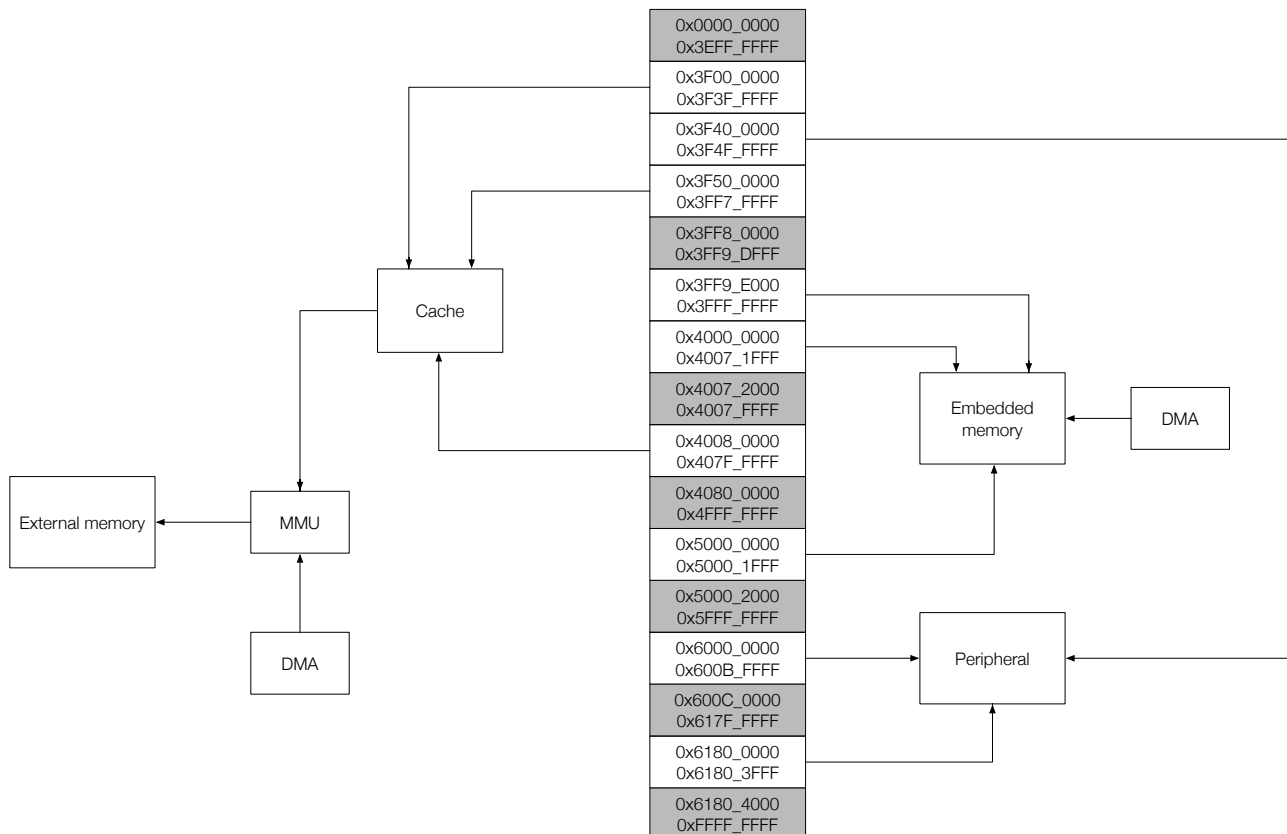 0x0000_0000
0x3EFF_FFFF
0x3F00_0000
0x3F3F_FFFF
0x3F40_0000
0x3F4F_FFFF
0x3F50_0000
0x3FF7_FFFF
0x3FF8_0000
0x3FF9_DFFF
0x3FF9_E000
0x3FFF_FFFF
0x4000_0000
0x4007_1FFF
0x4007_2000
0x4007_FFFF
0x4008_0000
0x407F_FFFF
0x4080_0000
0x4FFF_FFFF
0x5000_0000
0x5000_1FFF
0x5000_2000
0x5FFF_FFFF
0x6000_0000
0x600B_FFFF
0x600C_0000
0x617F_FFFF
0x6180_0000
0x6180_3FFF
0x6180_4000
0xFFFF_FFFF
Cache
External memory
MMU
DMA
Embedded
memory
DMA
Peripheral